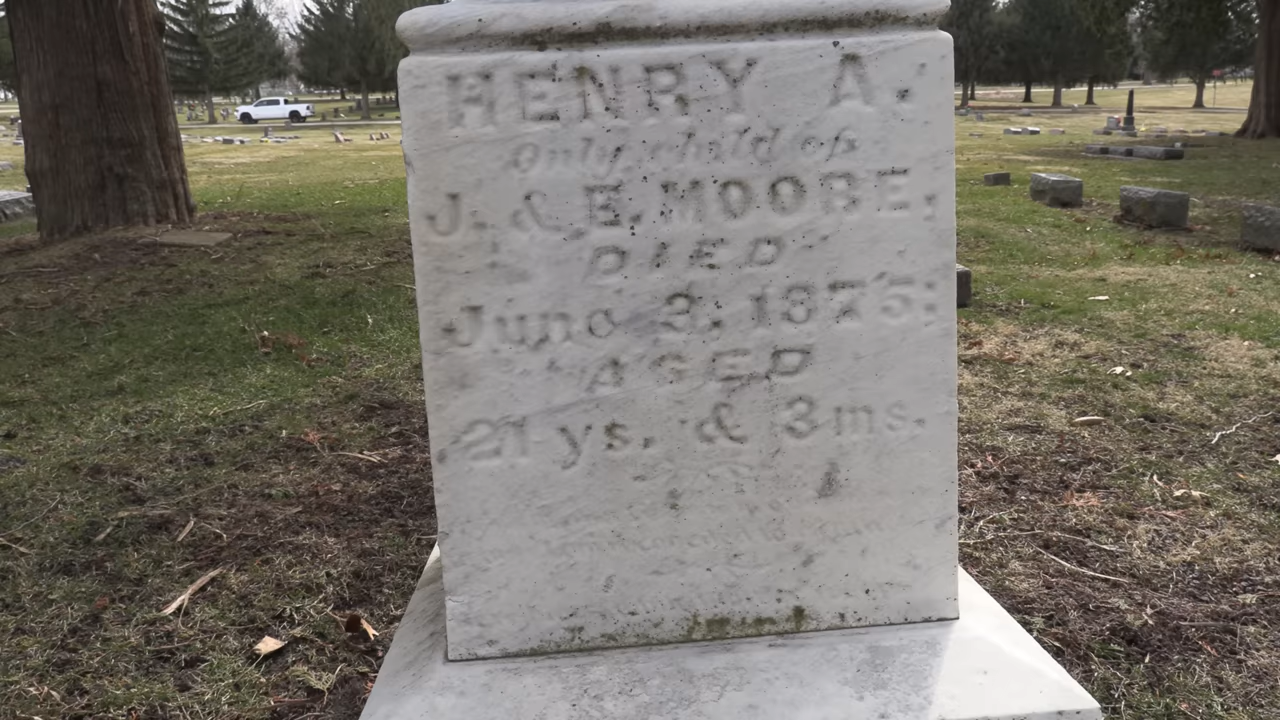 HENRY A.
Only child of
J. & E. MOORE;
DIED
June 3, 1875;
AGED
21 ys. & 3 ms.